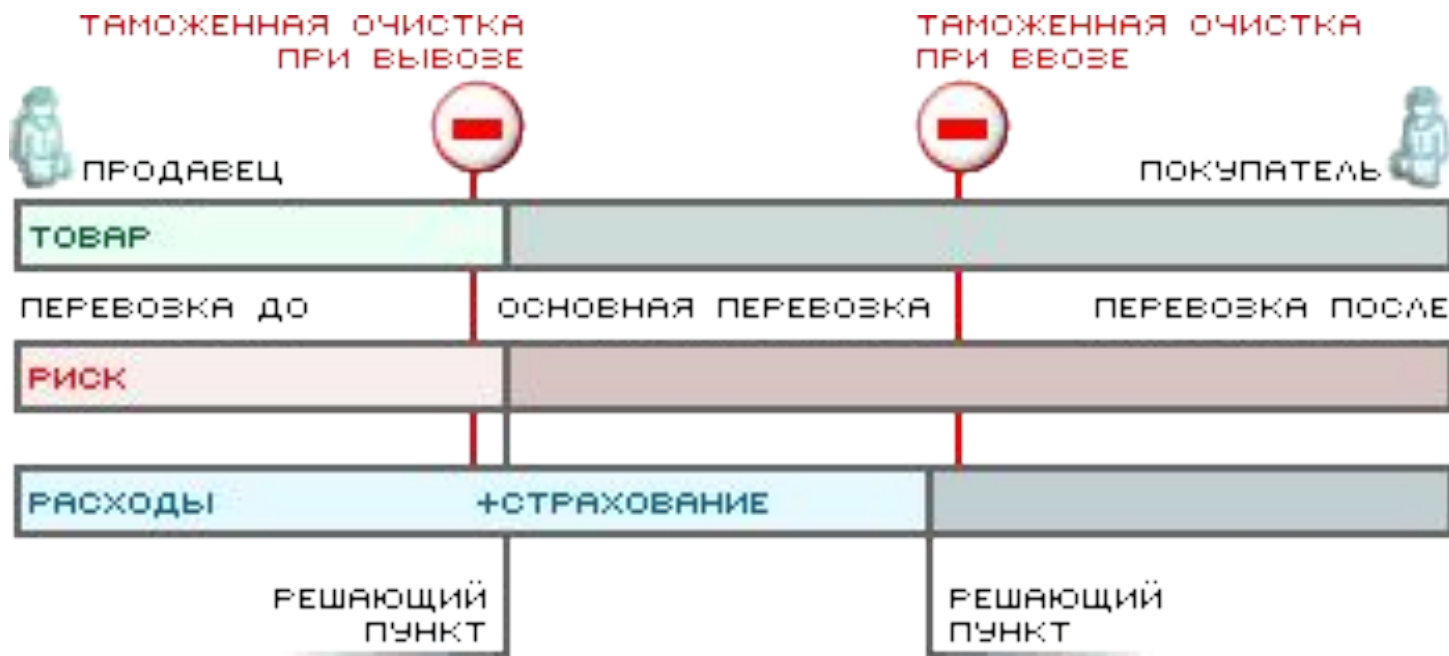 ТАМОЖЕННАЯ ОЧИСТКА
ПРИ ВЫВОЗЕ
ТАМОЖЕННАЯ ОЧИСТКА
ПРИ ВВОЗЕ
ПРОДАВЕЦ
ПОКУПАТЕЛЬ
ТОВАР
ПЕРЕВОЗКА ДО
ОСНОВНАЯ ПЕРЕВОЗКА
ПЕРЕВОЗКА ПОСЛЕ
РИСК
РАСХОДЫ
+СТРАХОВАНИЕ
РЕШАЮЩИЙ
ПУНКТ
РЕШАЮЩИЙ
ПУНКТ